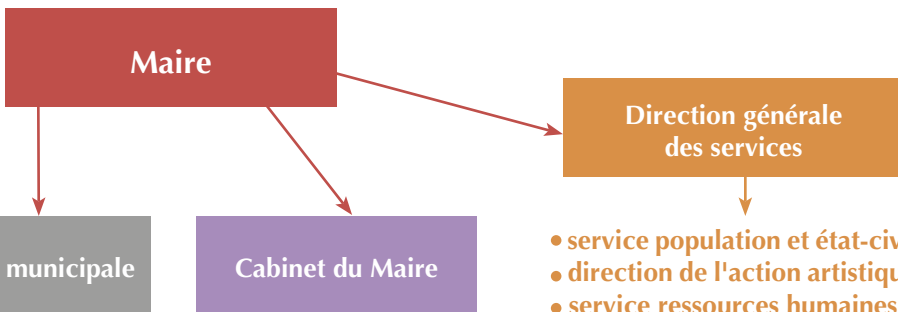 Maire
Direction générale
des services
municipale
Cabinet du Maire
• service population et état-civ
• direction de l'action artistiqu
• service ressources humaines